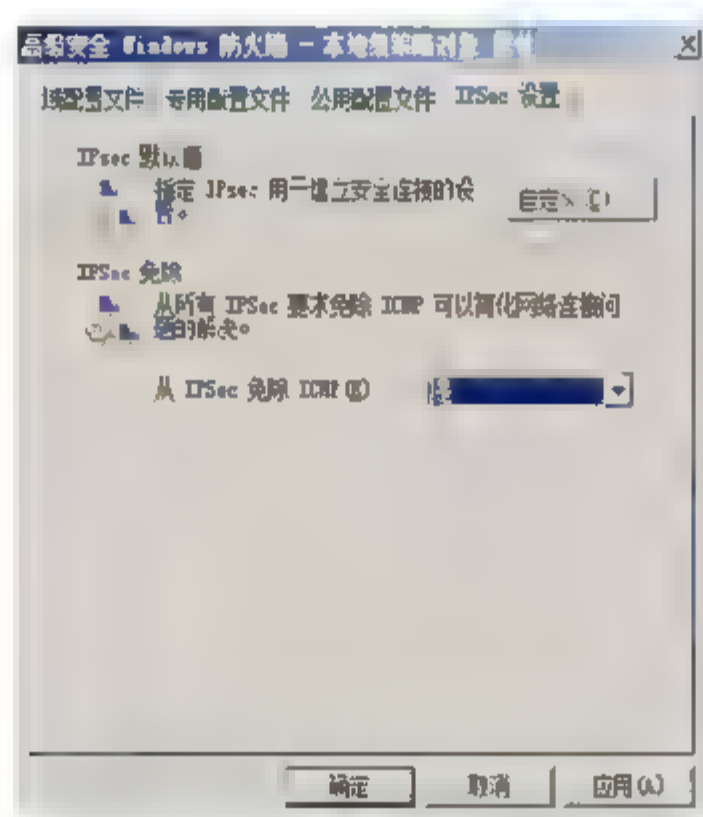 高级安全 Windows 防火墙 - 本地组策略对象 属性
域配置文件 专用配置文件 公用配置文件 IPSec 设置
IPsec 默认值
指定 IPsec 用于建立安全连接的设
置。
自定义(C)
IPSec 免除
从所有 IPSec 要求免除 ICMP 可以简化网络连接问
题的解决。
从 IPSec 免除 ICMP(E)
确定 取消 应用(A)